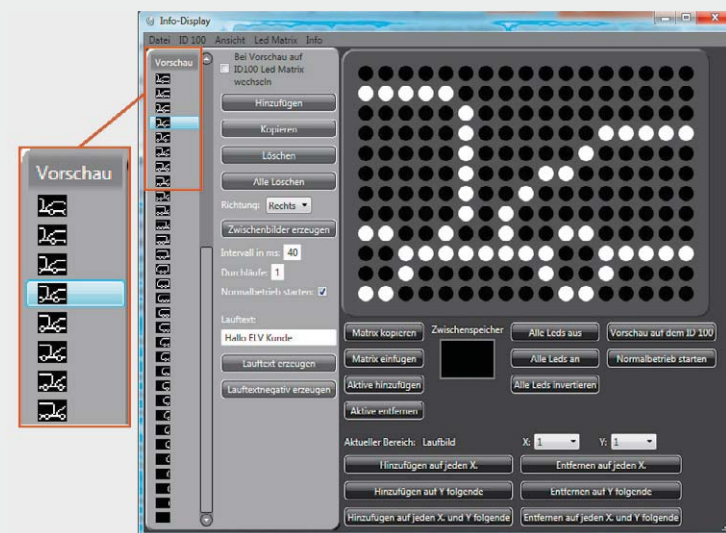 Info-Display
Datei ID 100 Ansicht Led Matrix Info
Vorschau
Bei Vorschau auf
ID100 Led Matrix
wechseln
Hinzufügen
Kopieren
Löschen
Alle Löschen
Richtung: Rechts
Zwischenbilder erzeugen
Intervall in ms: 40
Durchläufe: 1
Normalbetrieb starten:
Lauftext:
Hallo ELV Kunde
Lauftext erzeugen
Lauftextnegativ erzeugen
Vorschau
Matrix kopieren Zwischenspeicher Alle Leds aus Vorschau auf dem ID 100
Matrix einfügen Alle Leds an Normalbetrieb starten
Aktive hinzufügen Alle Leds invertieren
Aktive entfernen
Aktueller Bereich: Laufbild X: 1 Y: 1
Hinzufügen auf jeden X. Entfernen auf jeden X.
Hinzufügen auf Y folgende Entfernen auf Y folgende
Hinzufügen auf jeden X. und Y folgende Entfernen auf jeden X. und Y folgende